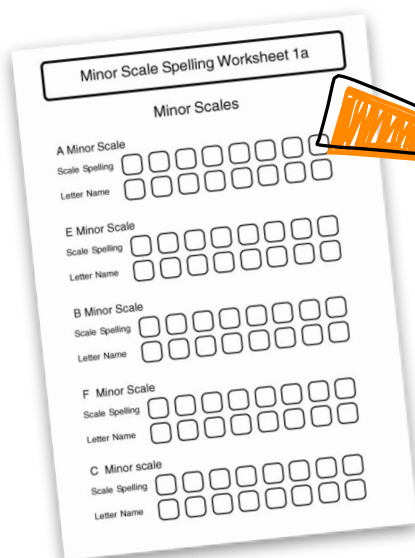 Minor Scale Spelling Worksheet 1a
Minor Scales
A Minor Scale
Scale Spelling
Letter Name
E Minor Scale
Scale Spelling
Letter Name
B Minor Scale
Scale Spelling
Letter Name
F Minor Scale
Scale Spelling
Letter Name
C Minor scale
Scale Spelling
Letter Name